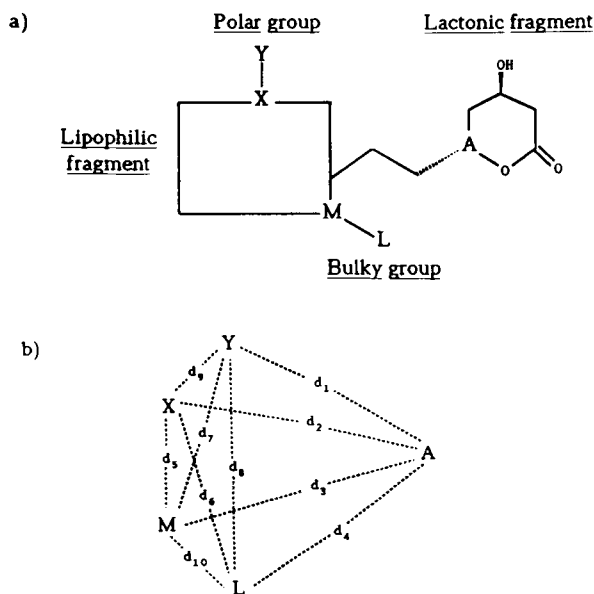 a)
Polar group
Lactonic fragment
Y
X
OH
Lipophilic
fragment
A
O
O
M
L
Bulky group
b)
Y
d9
d1
X
d2
d7
A
d5
d8
d3
d6
M
d4
d10
L